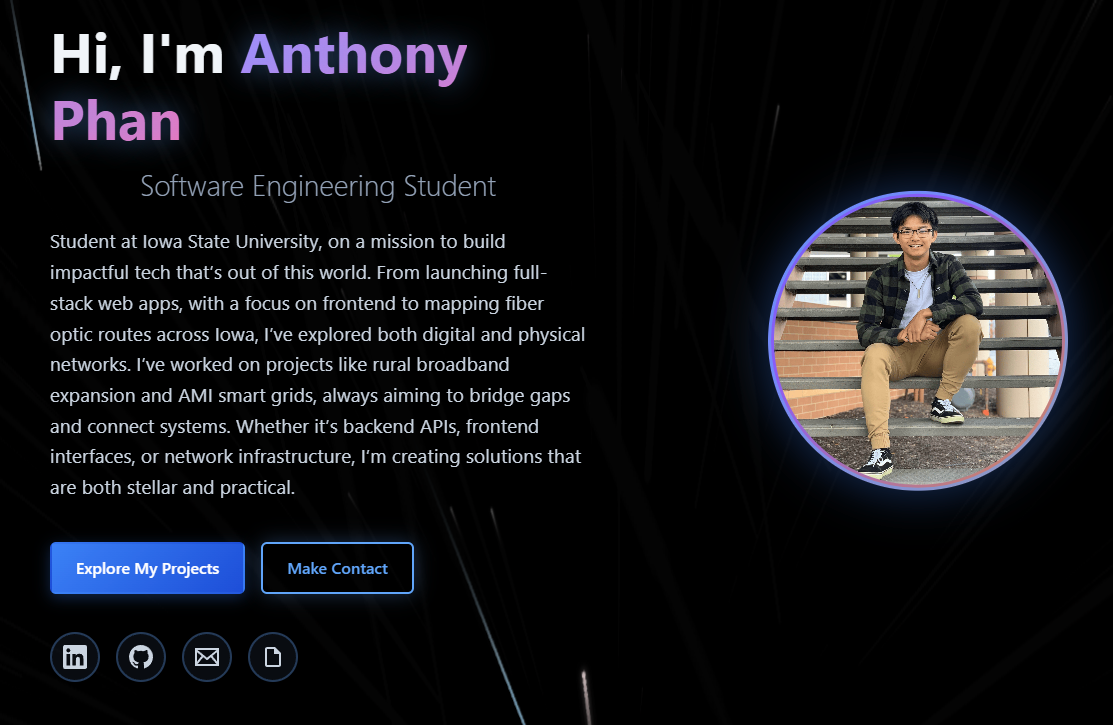 Hi, I'm Anthony
Phan
Software Engineering Student
Student at Iowa State University, on a mission to build
impactful tech that’s out of this world. From launching full-
stack web apps, with a focus on frontend to mapping fiber
optic routes across Iowa, I’ve explored both digital and physical
networks. I’ve worked on projects like rural broadband
expansion and AMI smart grids, always aiming to bridge gaps
and connect systems. Whether it’s backend APIs, frontend
interfaces, or network infrastructure, I’m creating solutions that
are both stellar and practical.
Explore My Projects
Make Contact
in